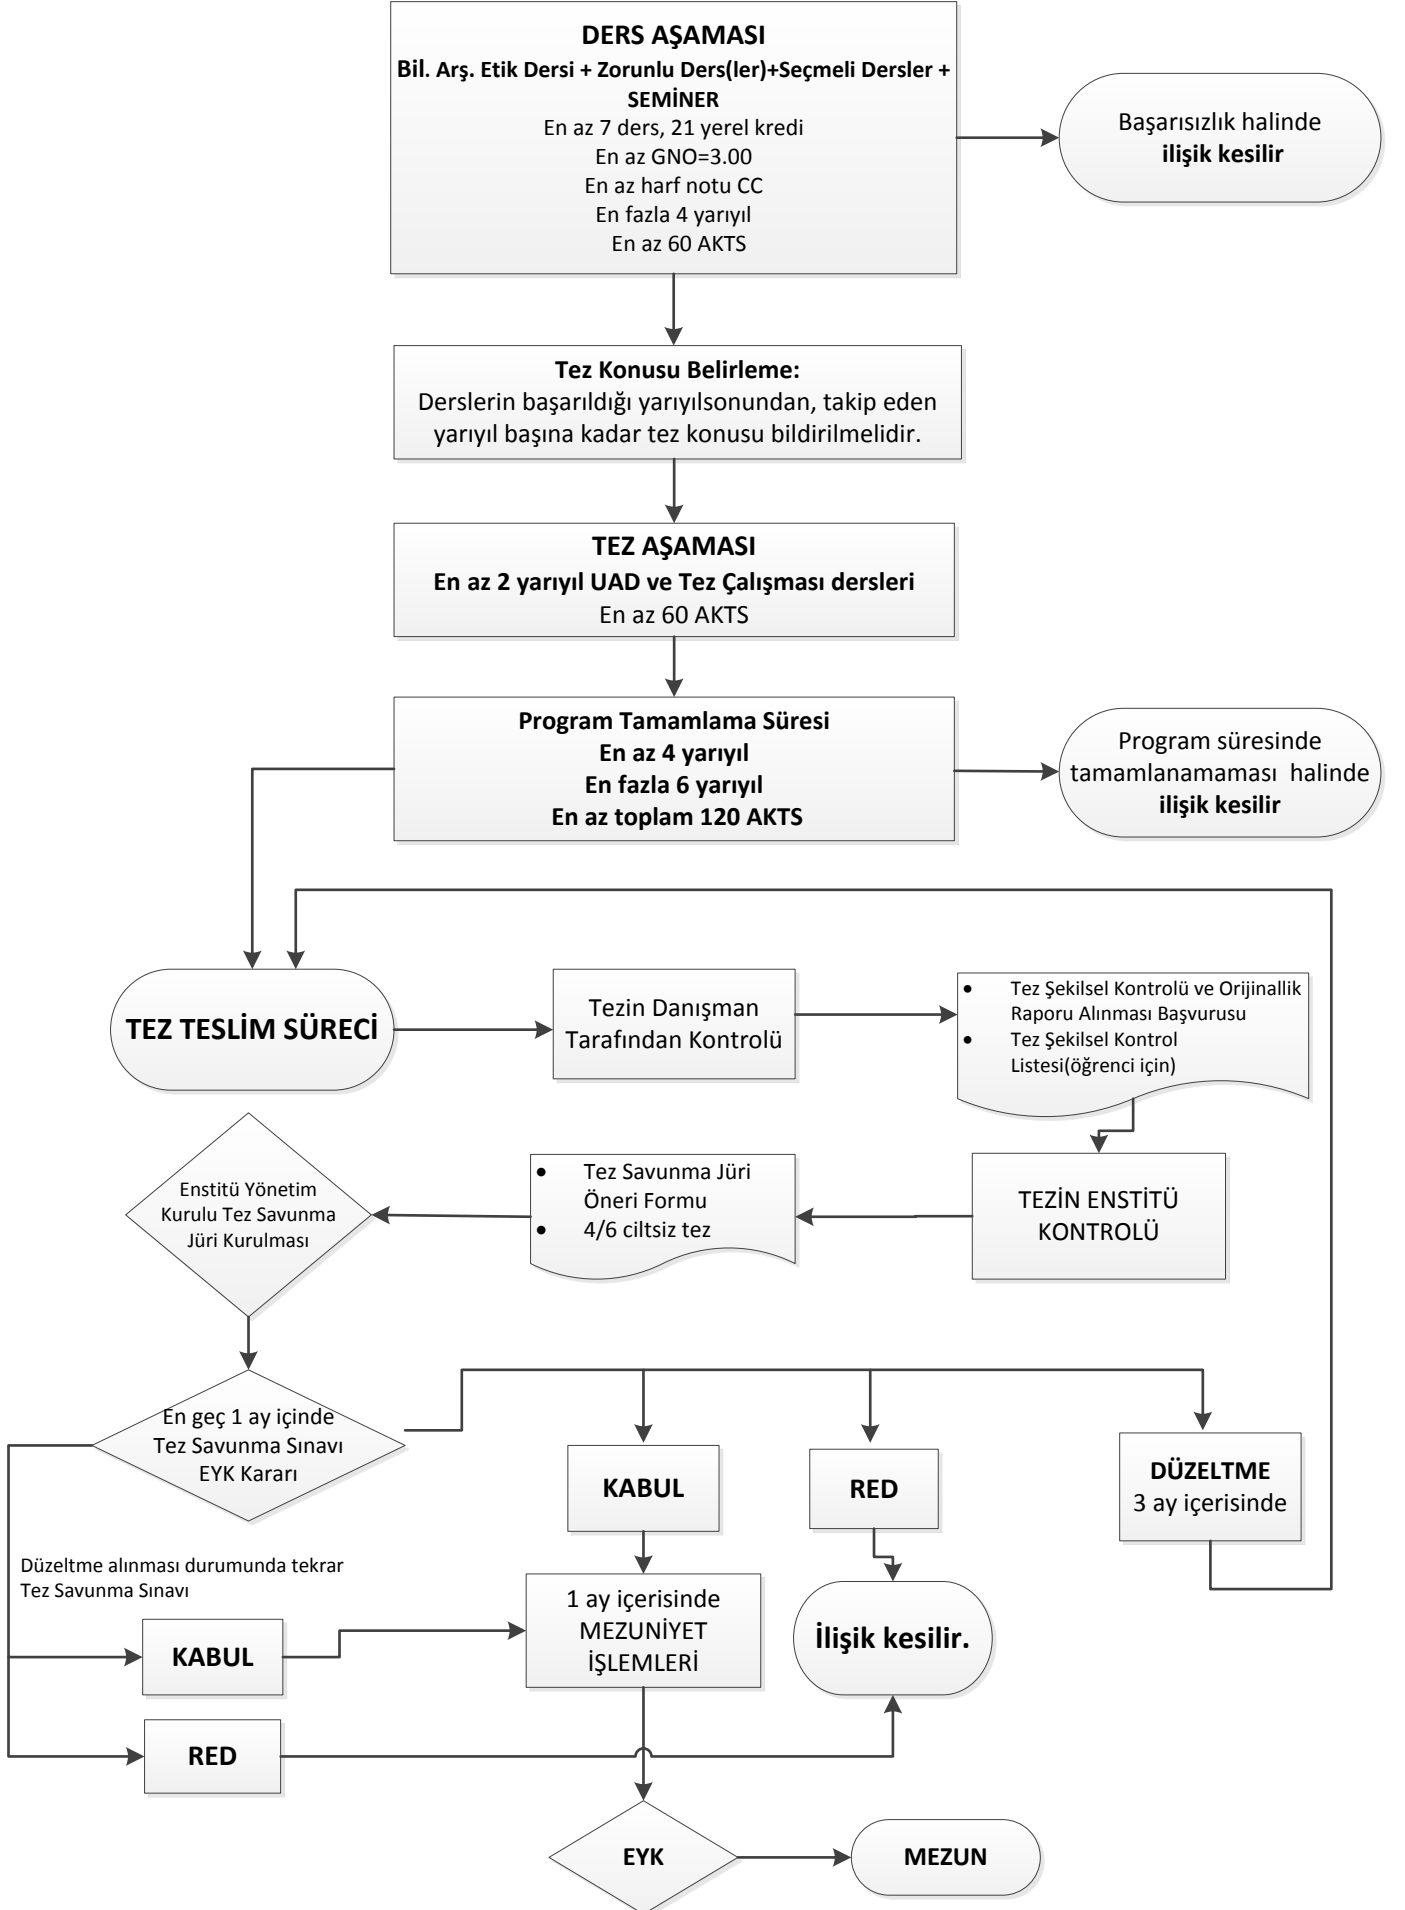 DERS AŞAMASI
Bil. Arş. Etik Dersi + Zorunlu Ders(ler)+Seçmeli Dersler +
SEMİNER
En az 7 ders, 21 yerel kredi
En az GNO=3.00
En az harf notu CC
En fazla 4 yarıyıl
En az 60 AKTS
Başarısızlık halinde
ilişik kesilir
Tez Konusu Belirleme:
Derslerin başarıldığı yarıyılsonundan, takip eden
yarıyıl başına kadar tez konusu bildirilmelidir.
TEZ AŞAMASI
En az 2 yarıyıl UAD ve Tez Çalışması dersleri
En az 60 AKTS
Program Tamamlama Süresi
En az 4 yarıyıl
En fazla 6 yarıyıl
En az toplam 120 AKTS
Program süresinde
tamamlanamaması halinde
ilişik kesilir
TEZ TESLİM SÜRECİ
Tezin Danışman
Tarafından Kontrolü
• Tez Şekilsel Kontrolü ve Orijinallik
Raporu Alınması Başvurusu
• Tez Şekilsel Kontrol
Listesi(öğrenci için)
TEZİN ENSTİTÜ
KONTROLÜ
• Tez Savunma Jüri
Öneri Formu
• 4/6 ciltsiz tez
Enstitü Yönetim
Kurulu Tez Savunma
Jüri Kurulması
En geç 1 ay içinde
Tez Savunma Sınavı
EYK Kararı
KABUL
RED
DÜZELTME
3 ay içerisinde
Düzeltme alınması durumunda tekrar
Tez Savunma Sınavı
KABUL
RED
1 ay içerisinde
MEZUNİYET
İŞLEMLERİ
İlişik kesilir.
EYK
MEZUN